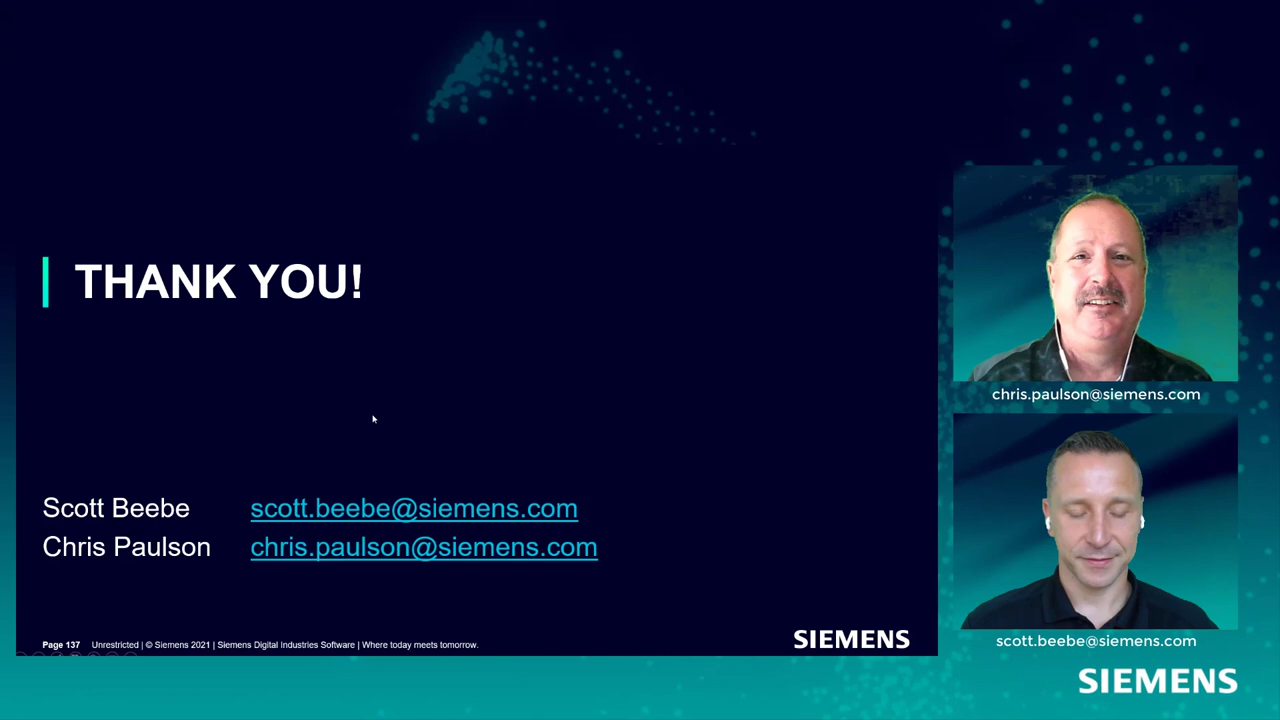 THANK YOU!
Scott Beebe scott.beebe@siemens.com
Chris Paulson chris.paulson@siemens.com
Page 137 Unrestricted | © Siemens 2021 | Siemens Digital Industries Software | Where today meets tomorrow.
SIEMENS
chris.paulson@siemens.com
scott.beebe@siemens.com
SIEMENS